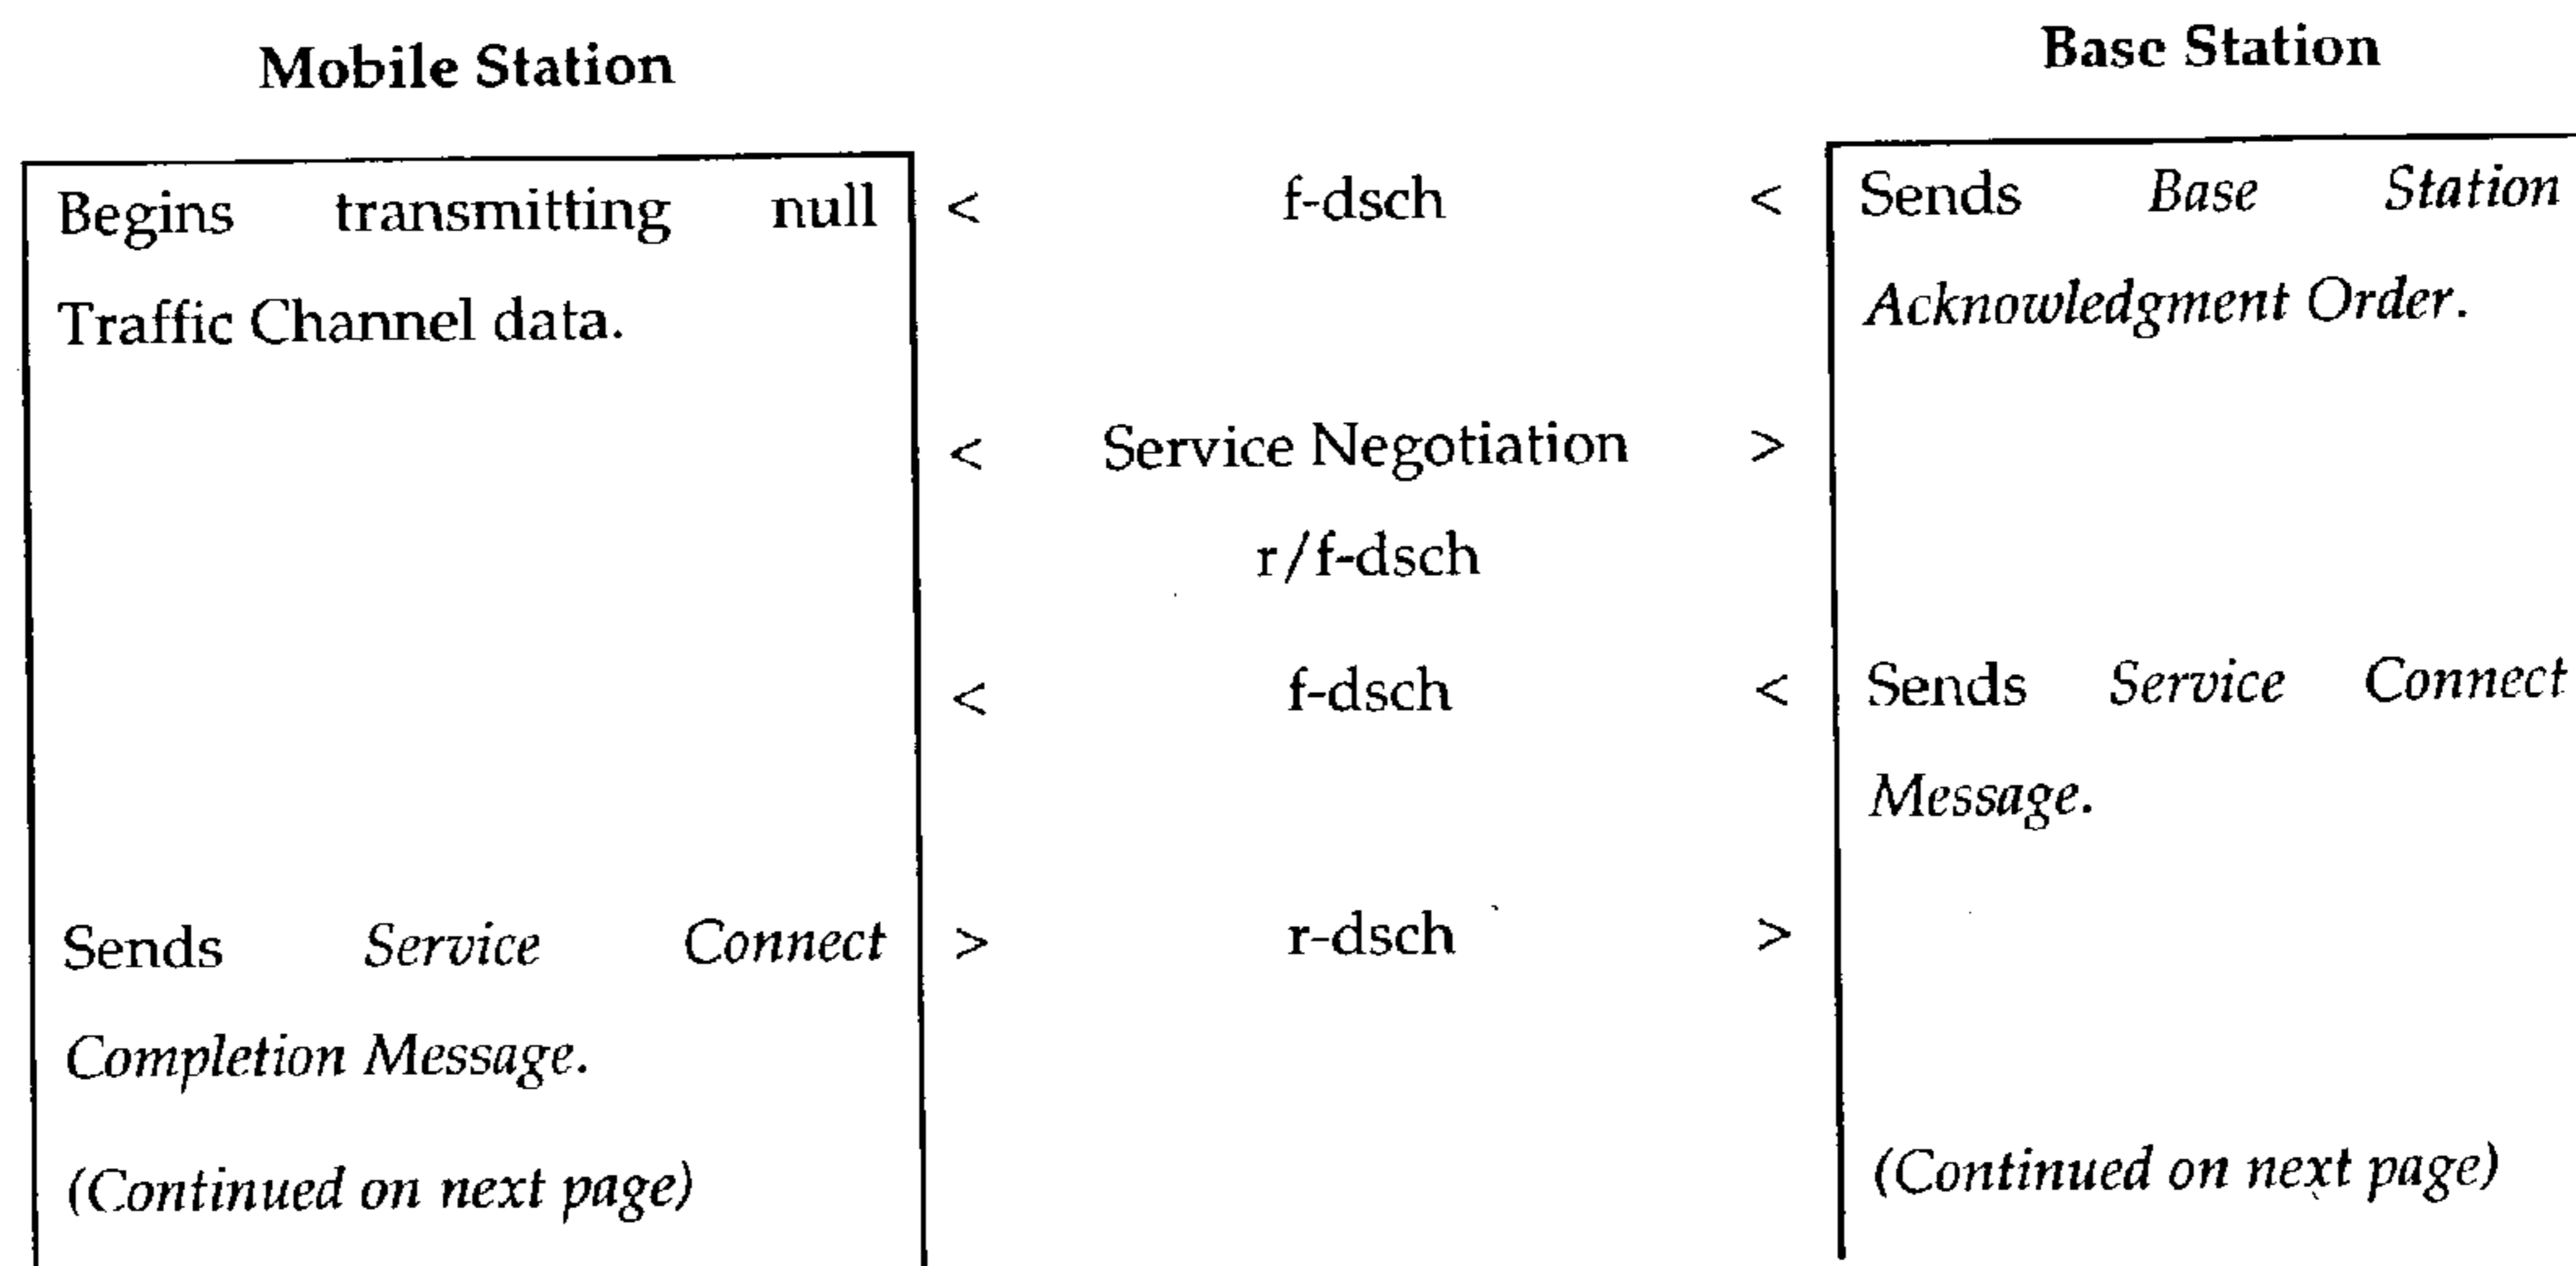 Mobile Station
Base Station
Begins transmitting null < f-dsch < Sends Base Station
Traffic Channel data. Acknowledgment Order.
< Service Negotiation >
r/f-dsch
< f-dsch < Sends Service Connect
Message.
Sends Service Connect > r-dsch >
Completion Message.
(Continued on next page) (Continued on next page)